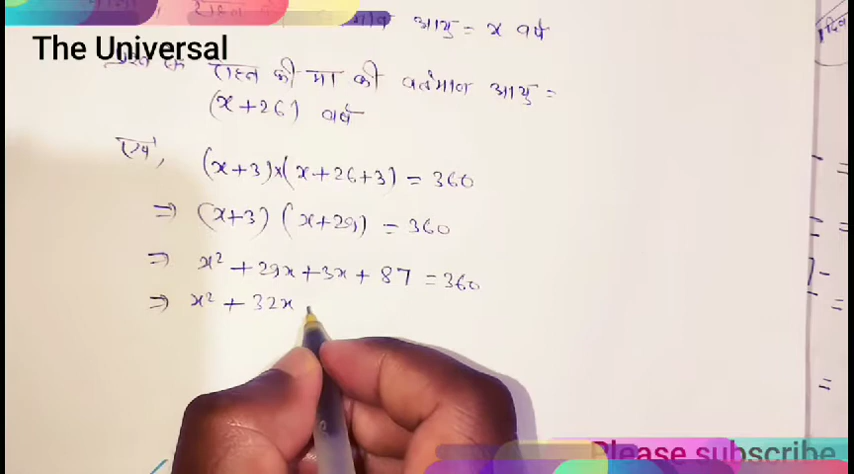 आयु = x वर्ष
The Universal
की मा की वर्तमान आयु =
(x+26) वर्ष
एवं, (x+3)×(x+26+3) = 360
⇒ (x+3) (x+29) = 360
⇒ x² + 29x + 3x + 87 = 360
⇒ x² + 32x
Please subscribe